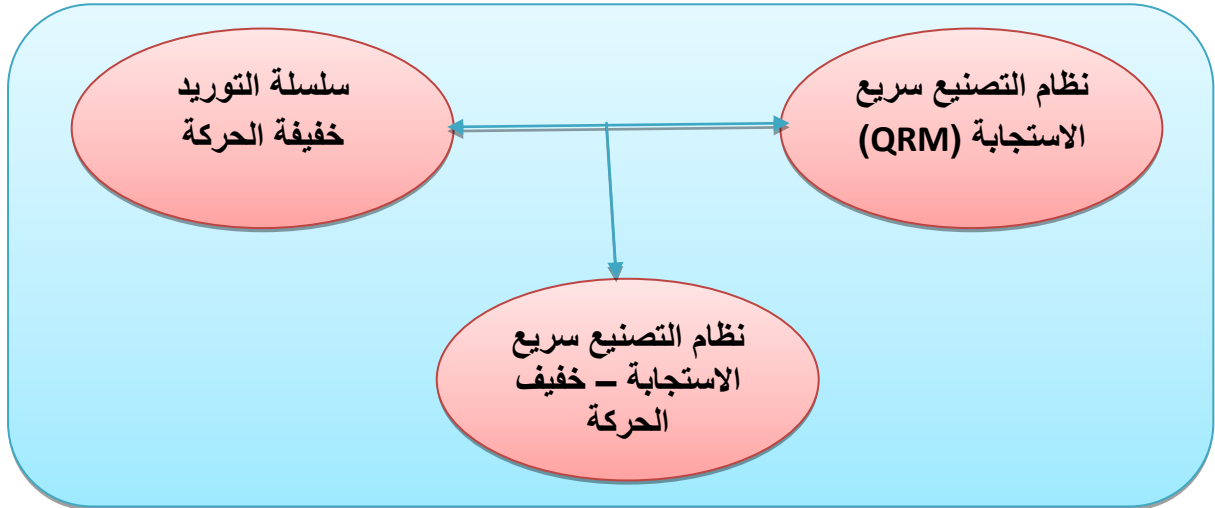 نظام التصنيع سريع
الاستجابة (QRM)
سلسلة التوريد
خفيفة الحركة
نظام التصنيع سريع
الاستجابة – خفيف
الحركة